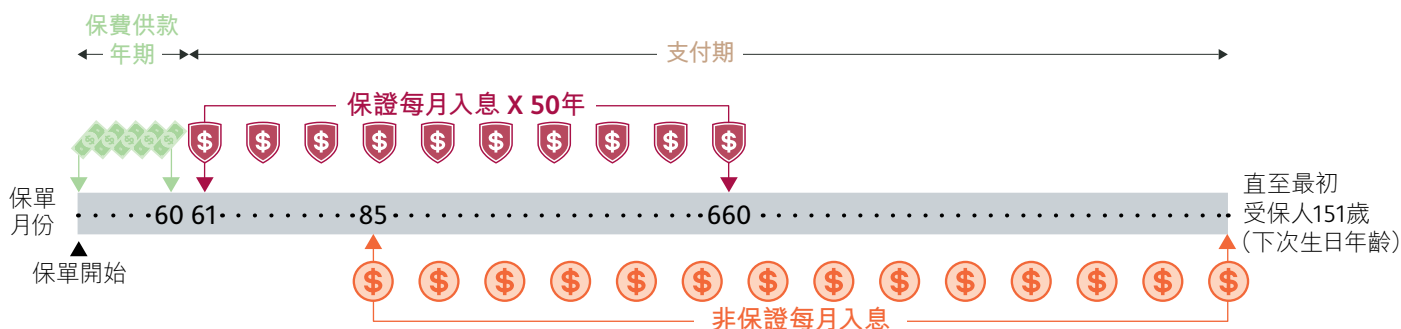 保費供款
年期
支付期
保證每月入息 X 50年
$ $ $ $ $ $ $ $ $ $
保單
月份
60 61 85 660
直至最初
受保人151歲
（下次生日年齡）
保單開始
$ $ $ $ $ $ $ $ $ $ $ $ $ $
非保證每月入息